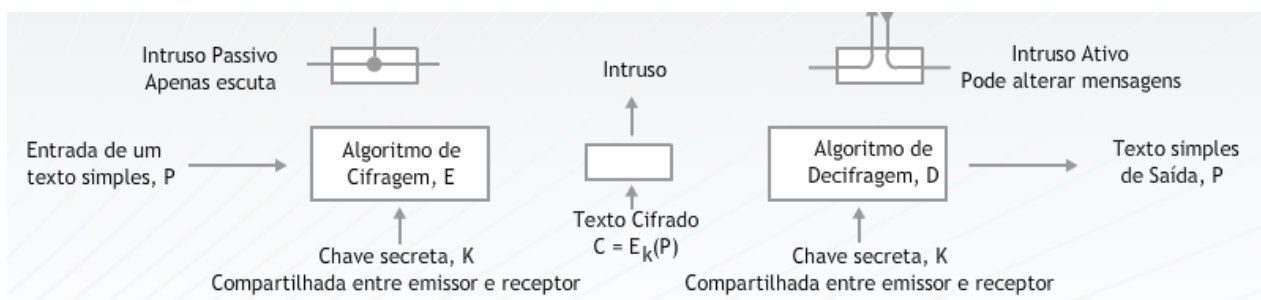 Intruso Passivo
Apenas escuta
Intruso
Intruso Ativo
Pode alterar mensagens
Entrada de um
texto simples, P
Algoritmo de
Cifragem, E
Algoritmo de
Decifragem, D
Texto simples
de Saída, P
Texto Cifrado
C = Ek(P)
Chave secreta, K
Compartilhada entre emissor e receptor
Chave secreta, K
Compartilhada entre emissor e receptor